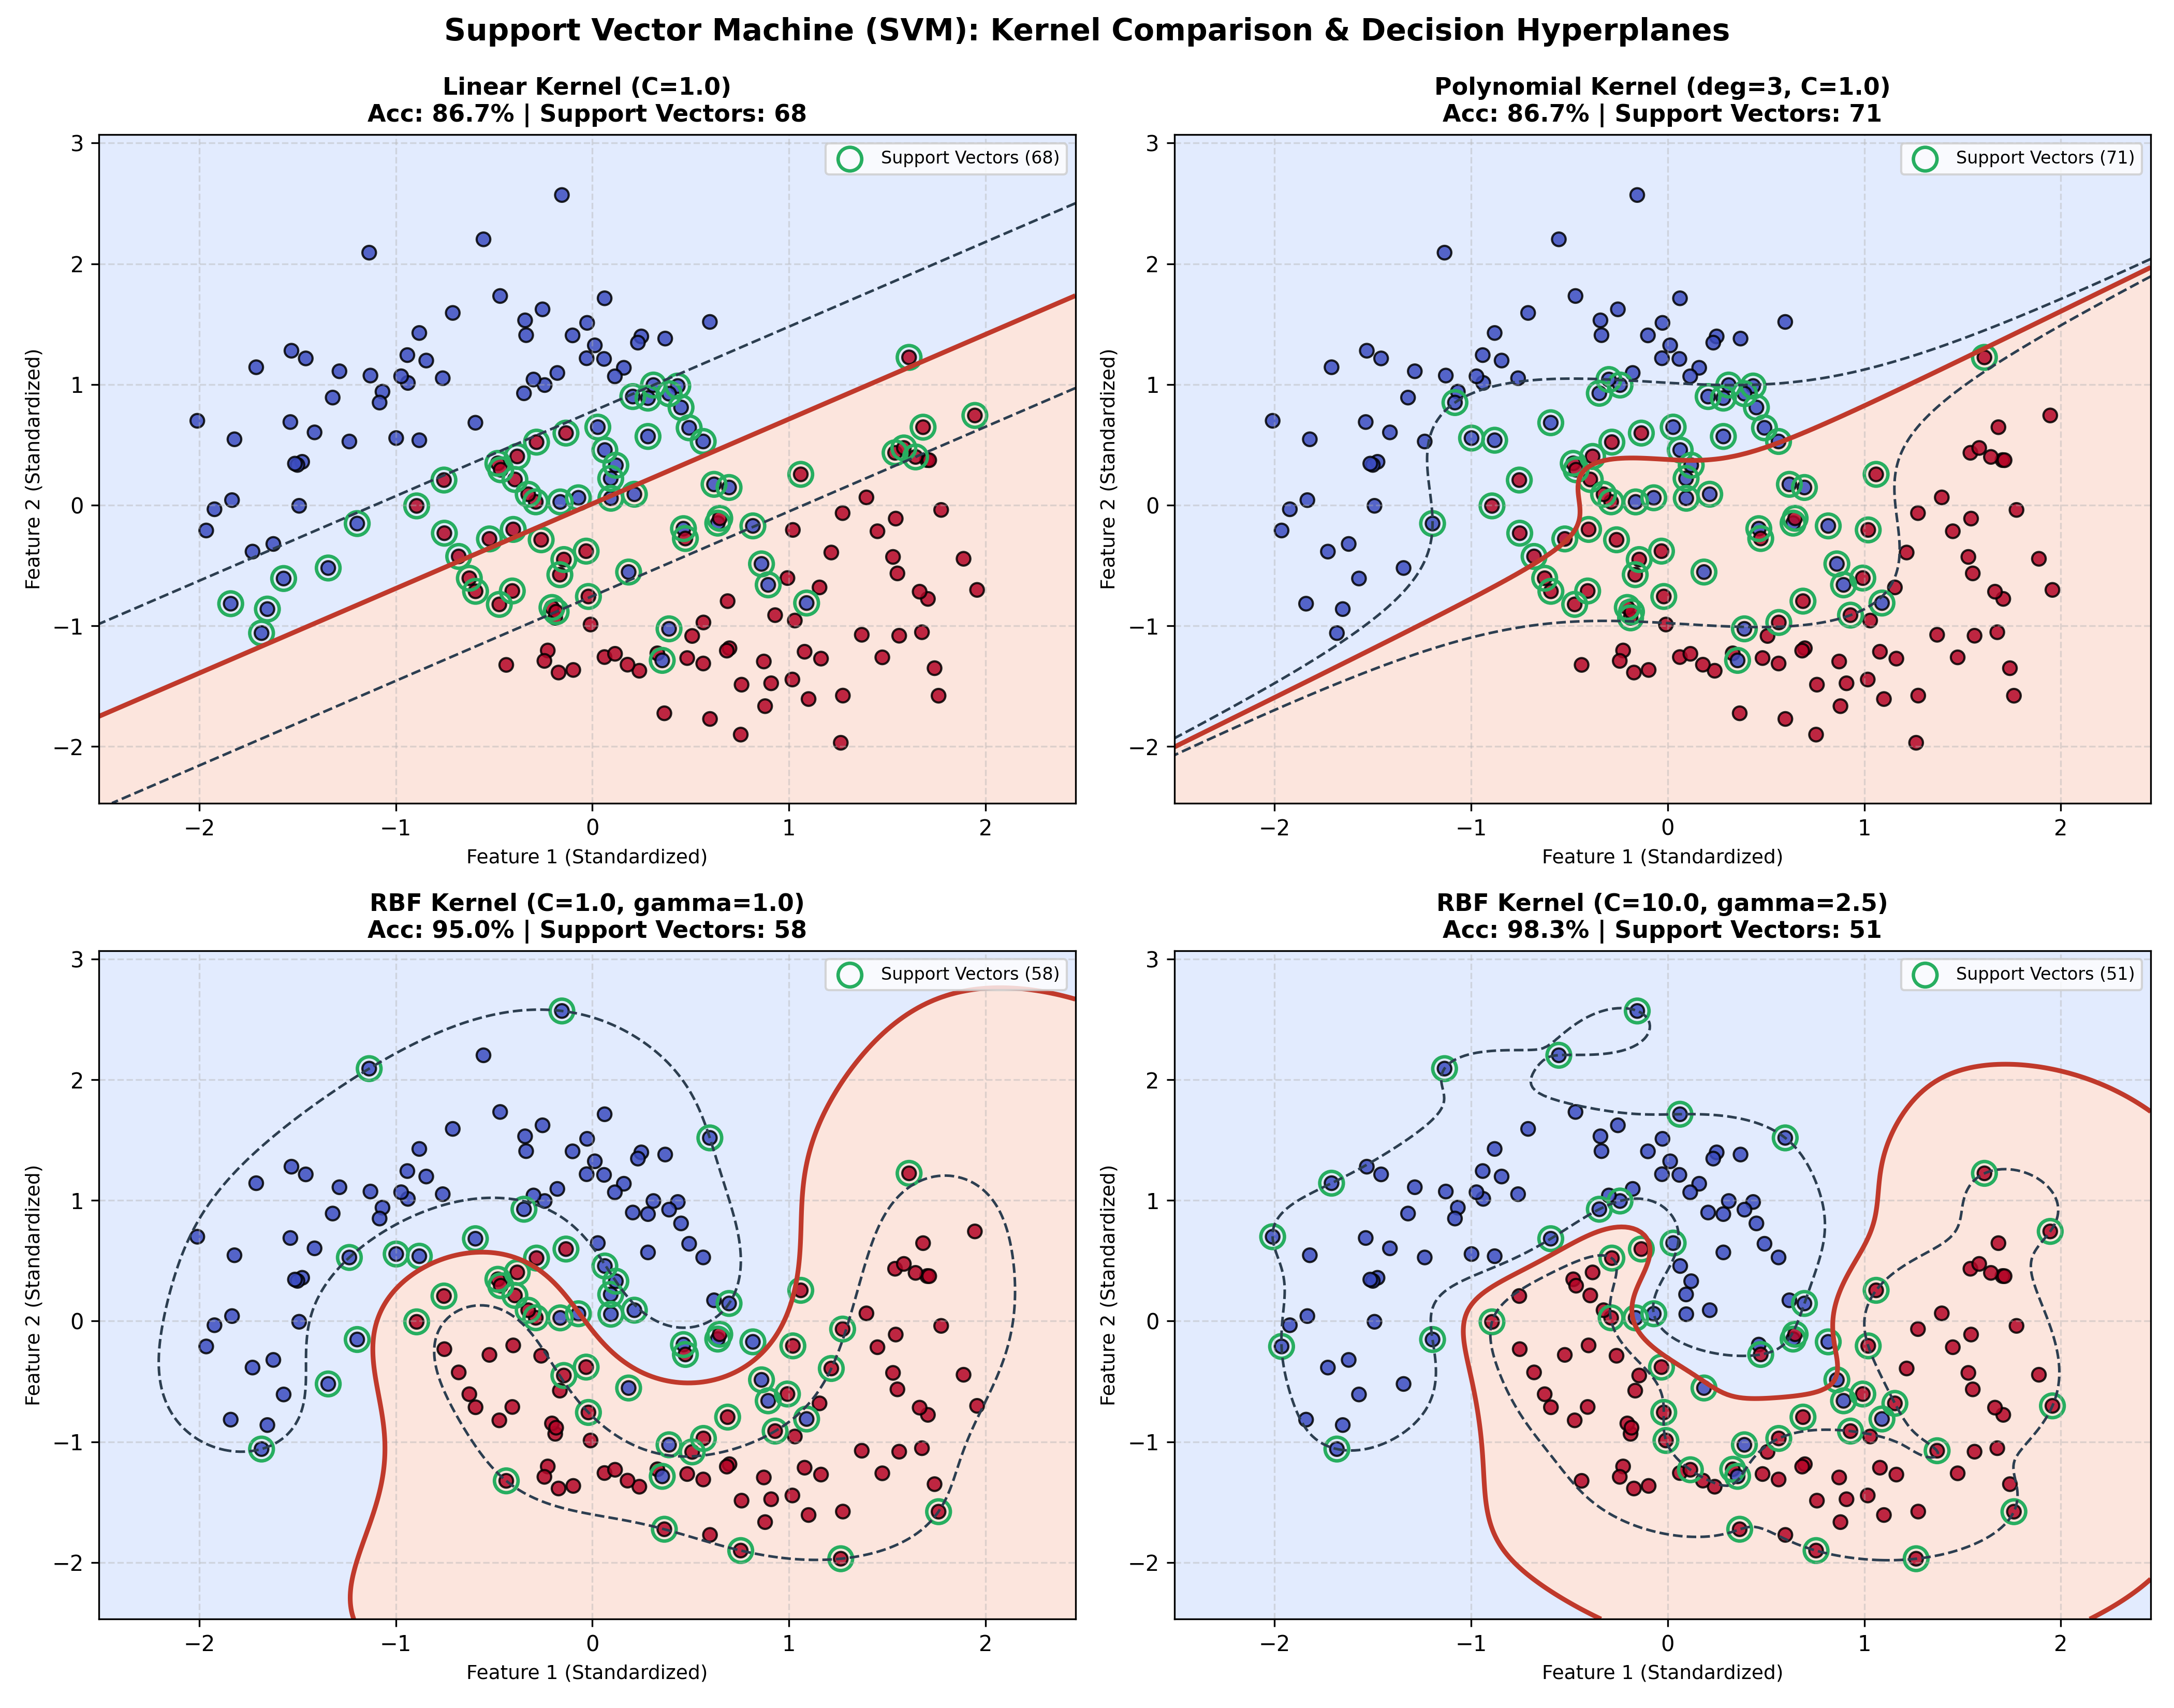 Support Vector Machine (SVM): Kernel Comparison & Decision Hyperplanes
Linear Kernel (C=1.0)
Acc: 86.7% | Support Vectors: 68
Support Vectors (68)
3
2
1
0
−1
−2
Feature 2 (Standardized)
−2
−1
0
1
2
Feature 1 (Standardized)
Polynomial Kernel (deg=3, C=1.0)
Acc: 86.7% | Support Vectors: 71
Support Vectors (71)
3
2
1
0
−1
−2
Feature 2 (Standardized)
−2
−1
0
1
2
Feature 1 (Standardized)
RBF Kernel (C=1.0, gamma=1.0)
Acc: 95.0% | Support Vectors: 58
Support Vectors (58)
3
2
1
0
−1
−2
Feature 2 (Standardized)
−2
−1
0
1
2
Feature 1 (Standardized)
RBF Kernel (C=10.0, gamma=2.5)
Acc: 98.3% | Support Vectors: 51
Support Vectors (51)
3
2
1
0
−1
−2
Feature 2 (Standardized)
−2
−1
0
1
2
Feature 1 (Standardized)